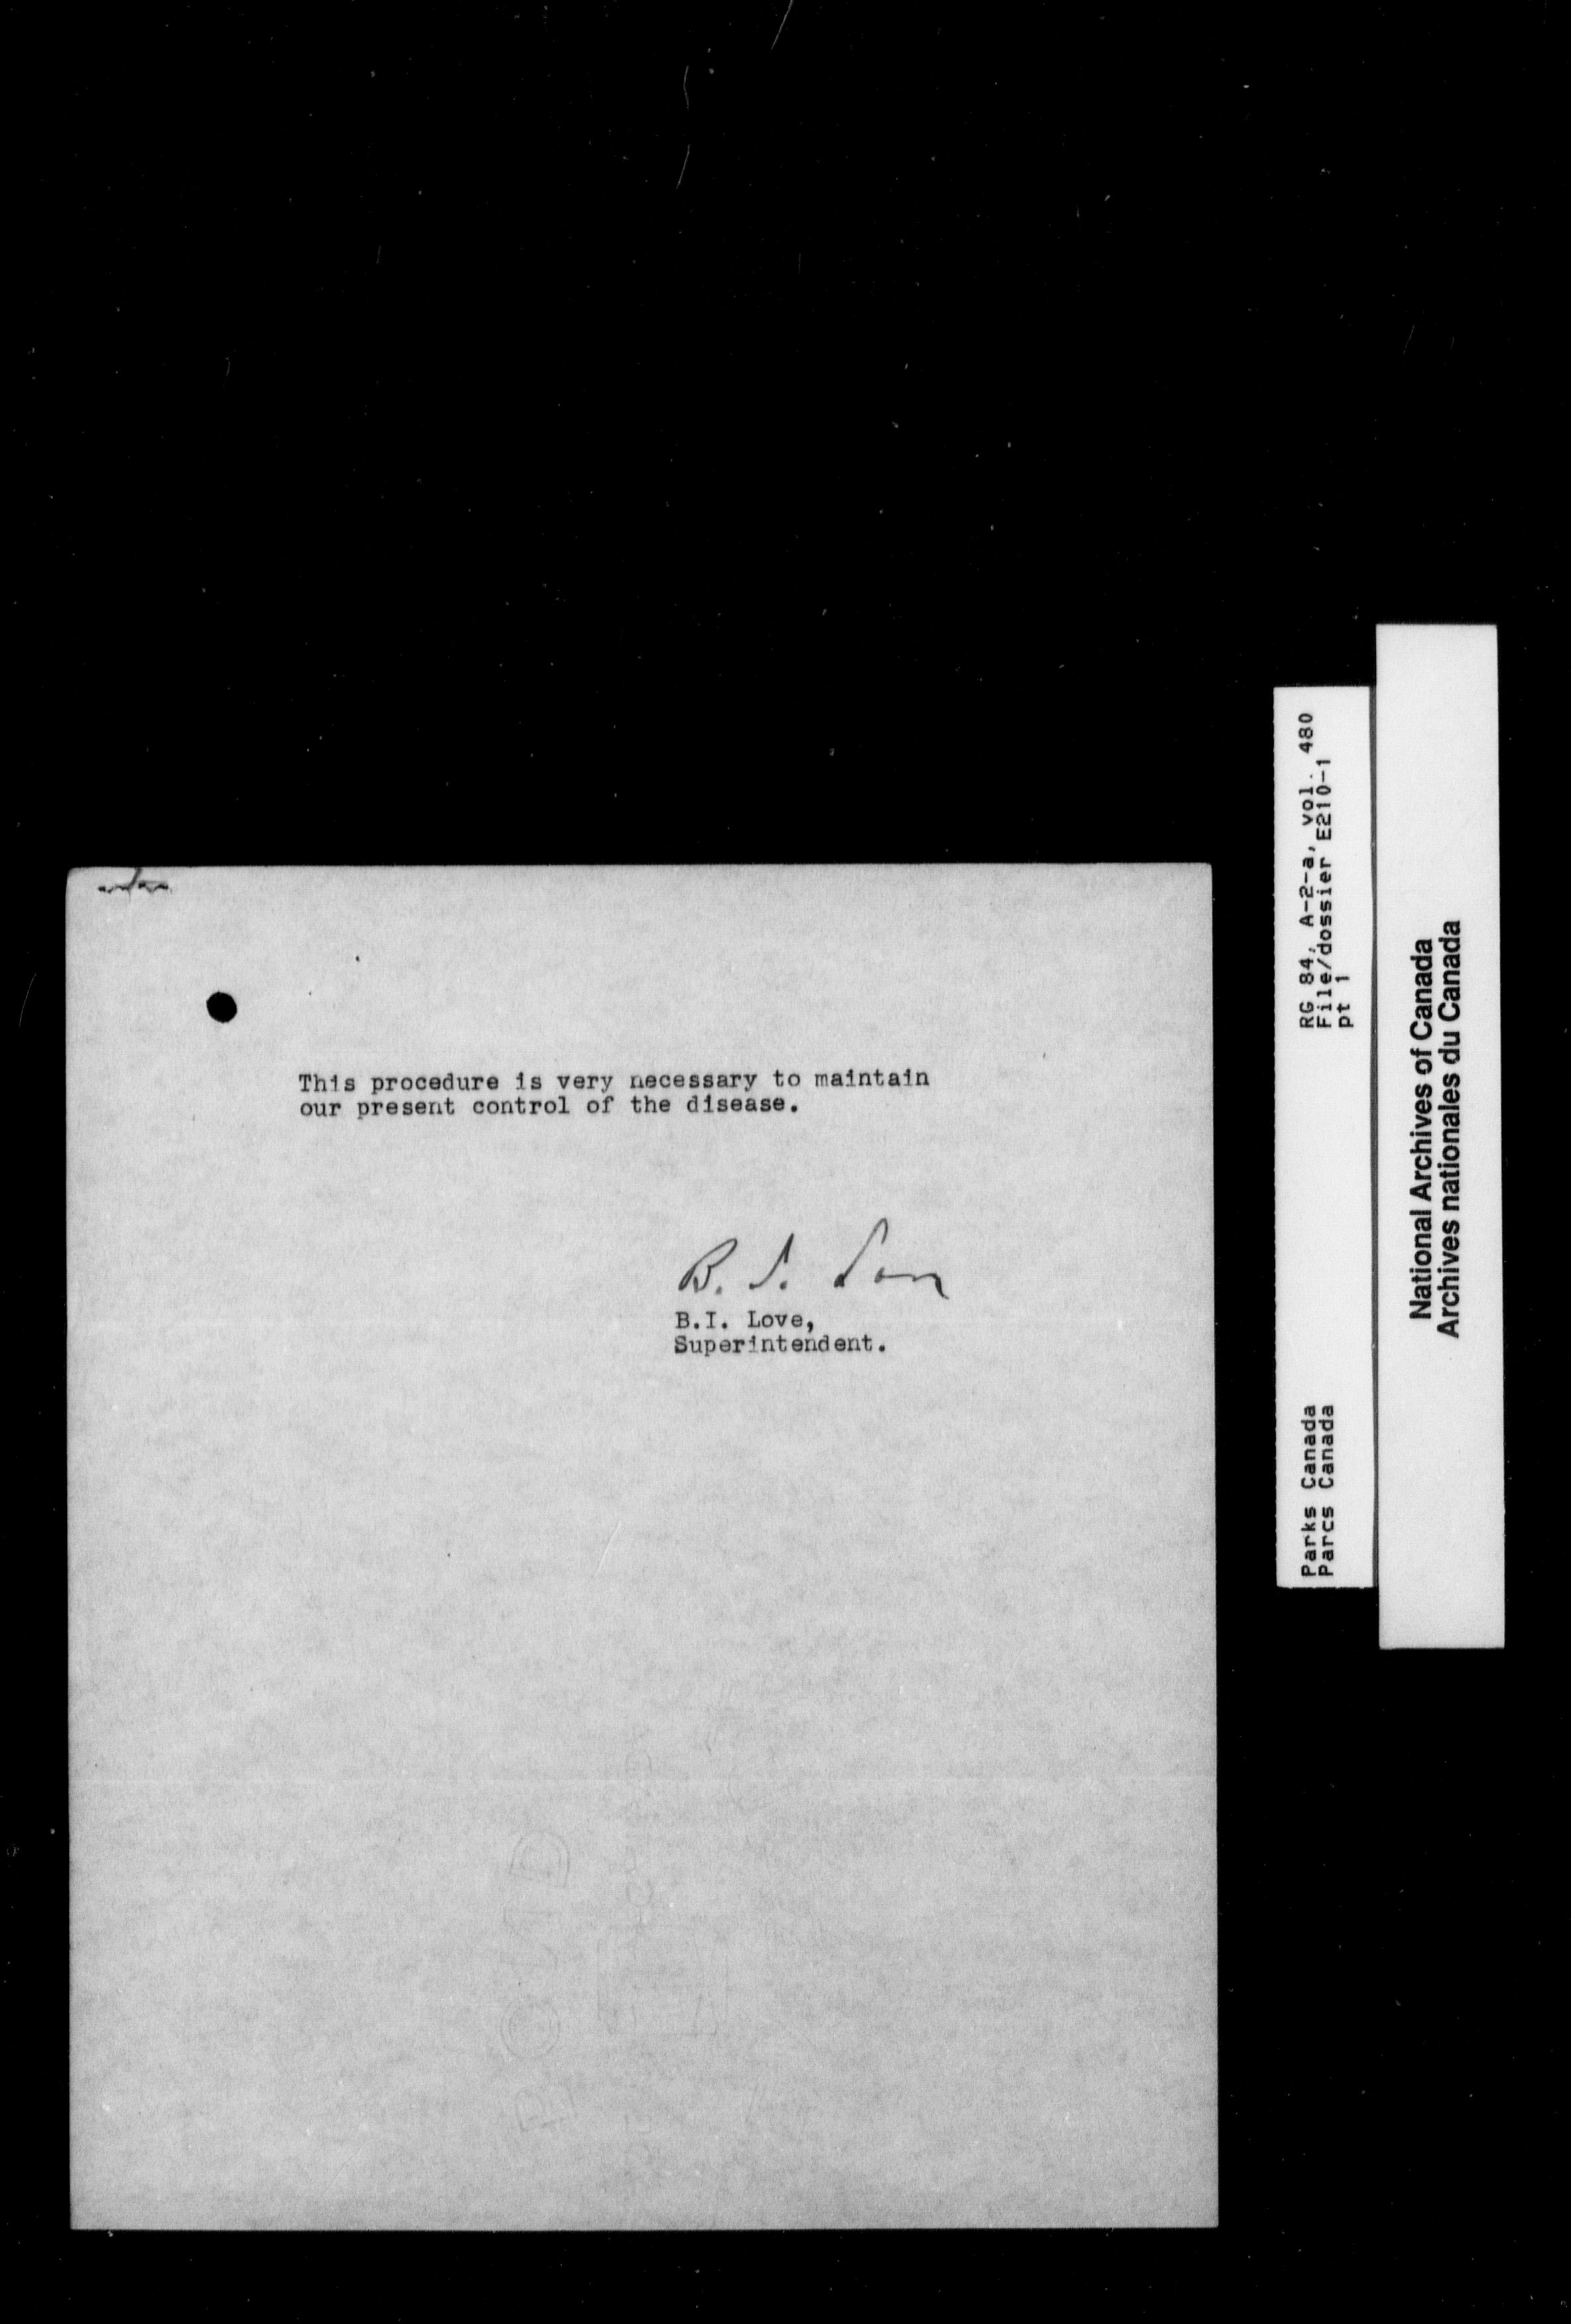 This procedure is very necessary to maintain
our present control of the disease.
B. I. Love
B.I. Love,
Superintendent.
RG 84, A-2-a, vol. 480
File/dossier E210-1
pt 1
Parks Canada
Parcs Canada
National Archives of Canada
Archives nationales du Canada